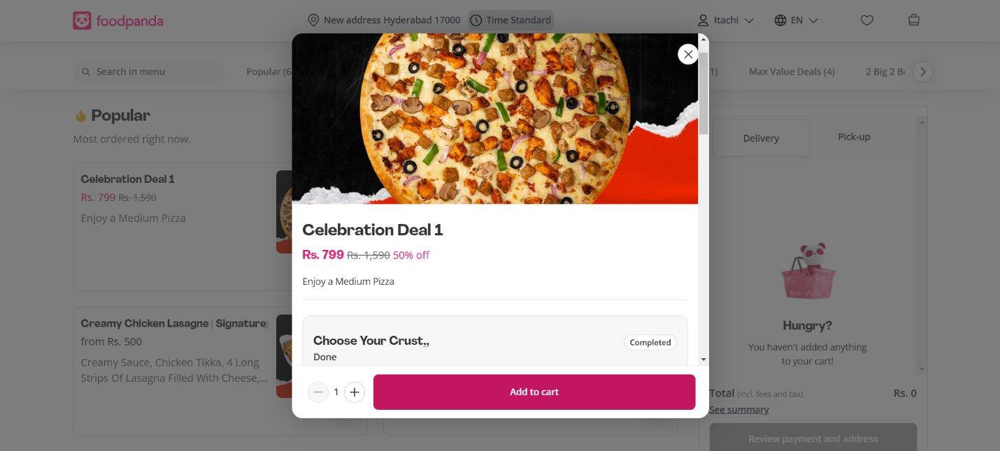 foodpanda
New address Hyderabad 17000
Time Standard
Itachi
EN
Search in menu
Popular (6
1)
Max Value Deals (4)
2 Big 2 Be
Popular
Most ordered right now.
Celebration Deal 1
Rs. 799 Rs. 1,590
Enjoy a Medium Pizza
Creamy Chicken Lasagne ( Signature)
from Rs. 500
Creamy Sauce, Chicken Tikka, 4 Long
Strips Of Lasagna Filled With Cheese,...
Celebration Deal 1
Rs. 799 Rs. 1,590 50% off
Enjoy a Medium Pizza
Choose Your Crust,,
Completed
Done
1
Add to cart
Delivery
Pick-up
Hungry?
You haven't added anything
to your cart!
Total (incl. fees and tax)
Rs. 0
See summary
Review payment and address